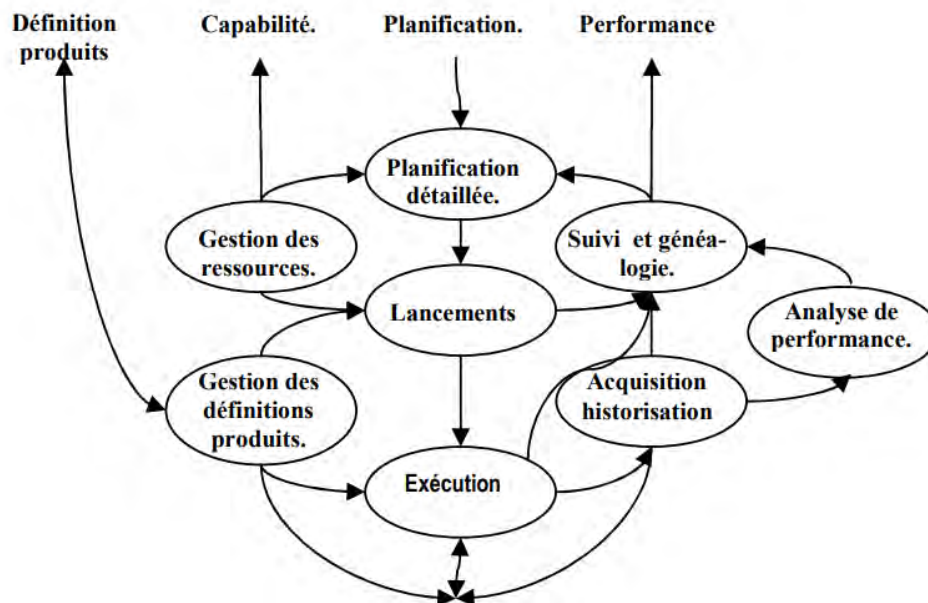 Définition
produits
Capabilité.
Planification.
Performance
Planification
détaillée.
Gestion des
ressources.
Suivi et généa-
logie.
Lancements
Analyse de
performance.
Gestion des
définitions
produits.
Acquisition
historisation
Exécution